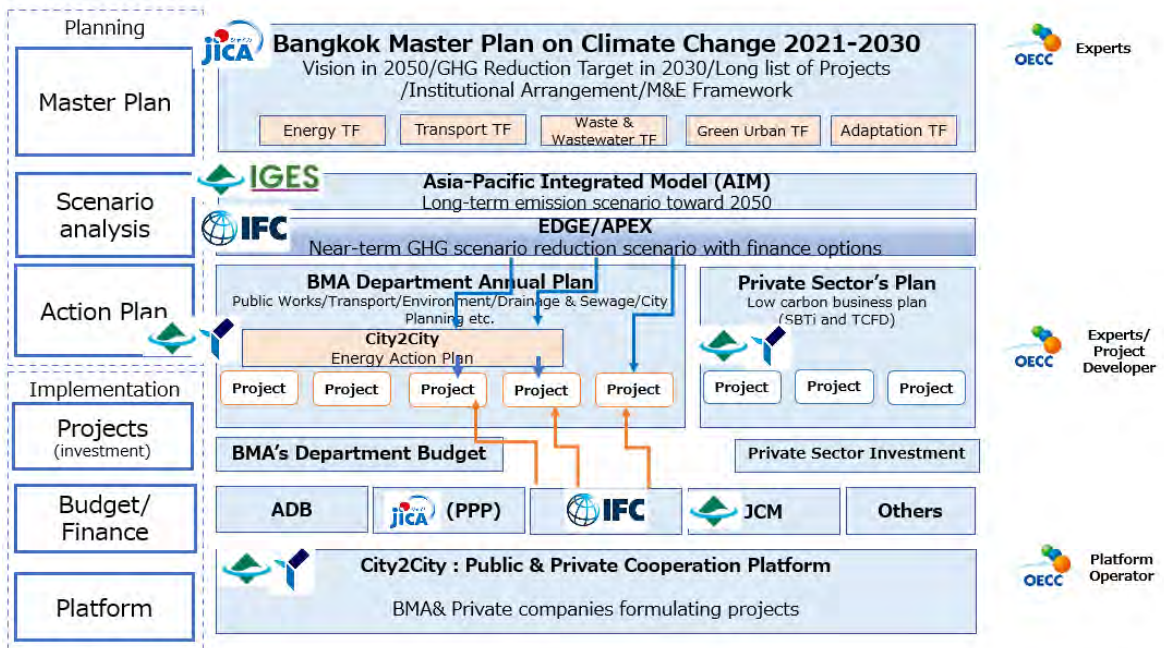 Planning
Master Plan
Scenario
analysis
Action Plan
Implementation
Projects
(investment)
Budget/
Finance
Platform
JICA
Bangkok Master Plan on Climate Change 2021-2030
Vision in 2050/GHG Reduction Target in 2030/Long list of Projects
/Institutional Arrangement/M&E Framework
Energy TF
Transport TF
Waste &
Wastewater TF
Green Urban TF
Adaptation TF
IGES
Asia-Pacific Integrated Model (AIM)
Long-term emission scenario toward 2050
IFC
EDGE/APEX
Near-term GHG scenario reduction scenario with finance options
BMA Department Annual Plan
Public Works/Transport/Environment/Drainage & Sewage/City
Planning etc.
City2City
Energy Action Plan
Project
Project
Project
Project
Project
Private Sector's Plan
Low carbon business plan
(SBTi and TCFD)
Project
Project
Project
BMA's Department Budget
Private Sector Investment
ADB
JICA (PPP)
IFC
JCM
Others
City2City : Public & Private Cooperation Platform
BMA& Private companies formulating projects
OECC
Experts
OECC
Experts/
Project
Developer
OECC
Platform
Operator